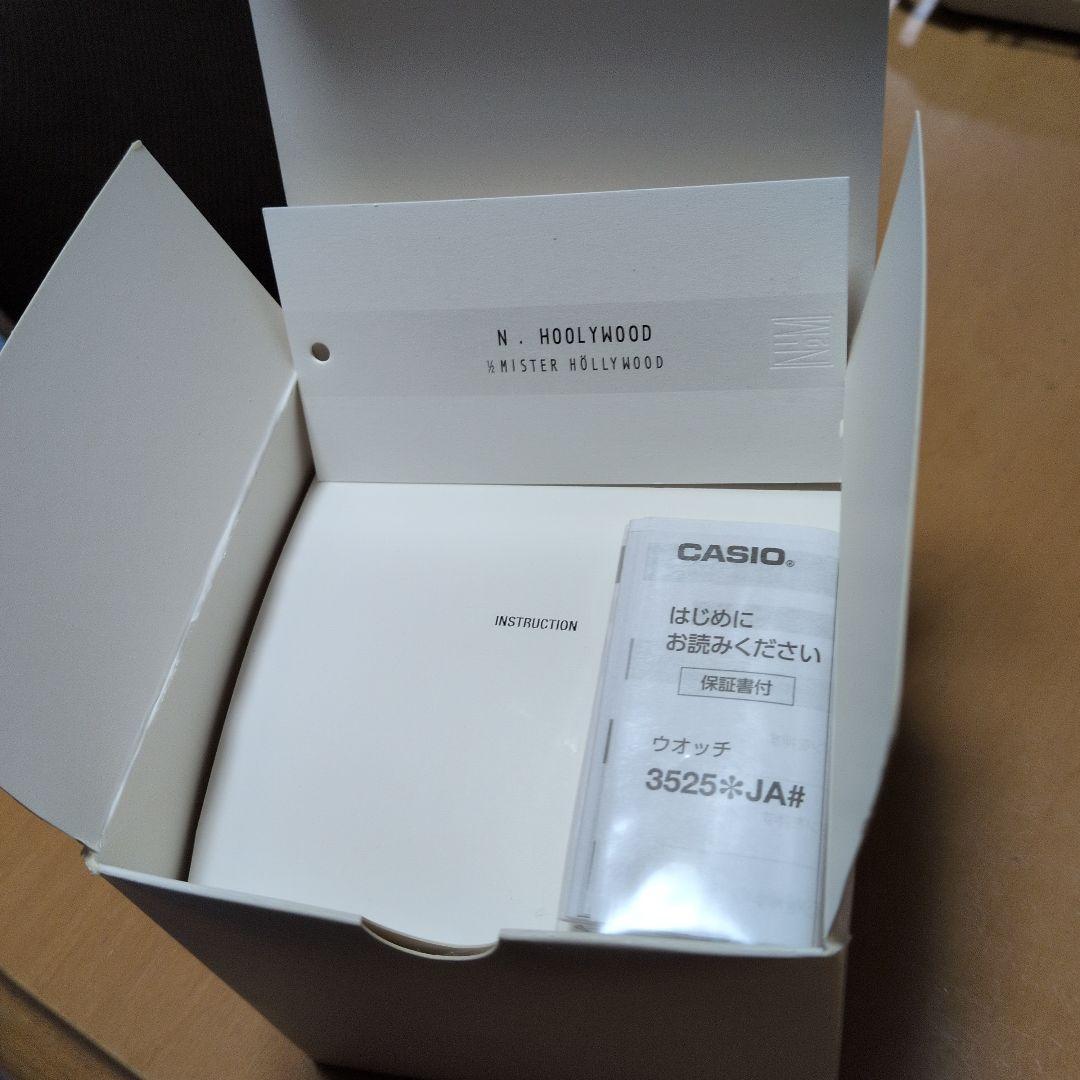 N. HOOLYWOOD
½ MISTER HÖLLYWOOD
INSTRUCTION
CASIO®
はじめに
お読みください
保証書付
ウオッチ
3525✻JA#